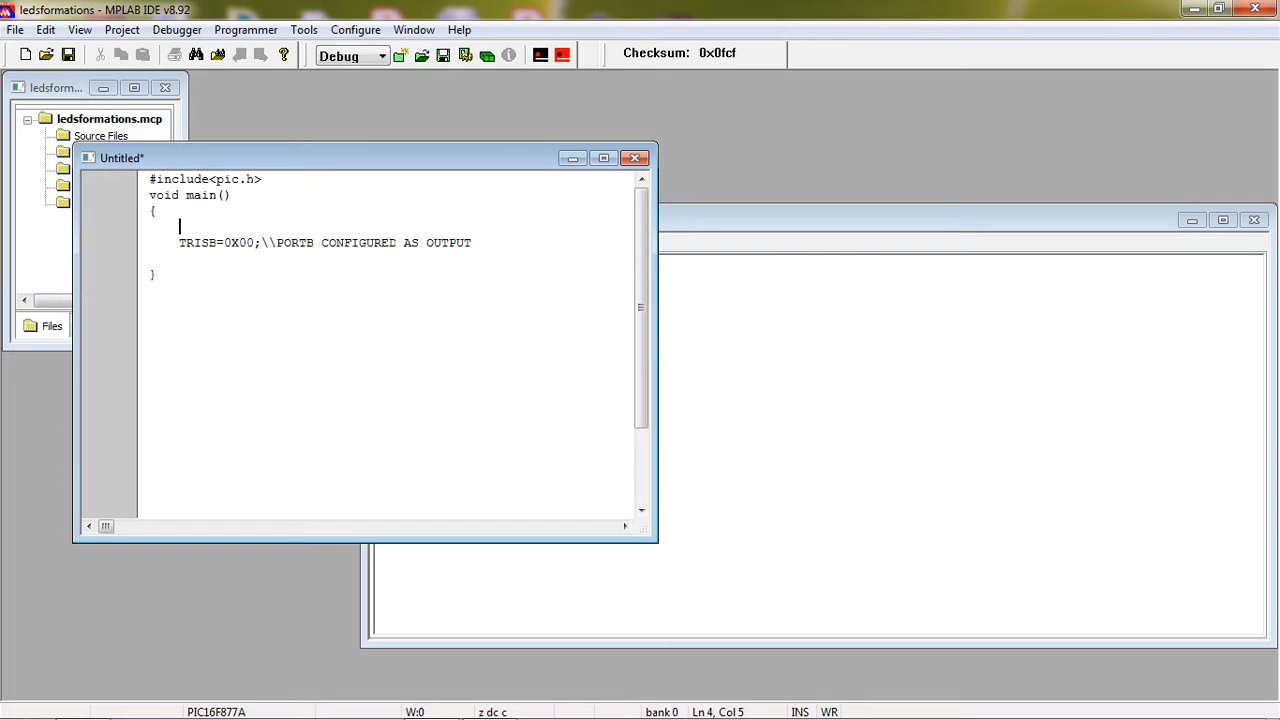 ledsformations - MPLAB IDE v8.92
File Edit View Project Debugger Programmer Tools Configure Window Help
Debug Checksum: 0x0fcf
ledsform...
ledsformations.mcp
Source Files
Untitled*
#include<pic.h>
void main()
{
TRISB=0X00;\\PORTB CONFIGURED AS OUTPUT
}
Files
PIC16F877A W:0 z dc c bank 0 Ln 4, Col 5 INS WR